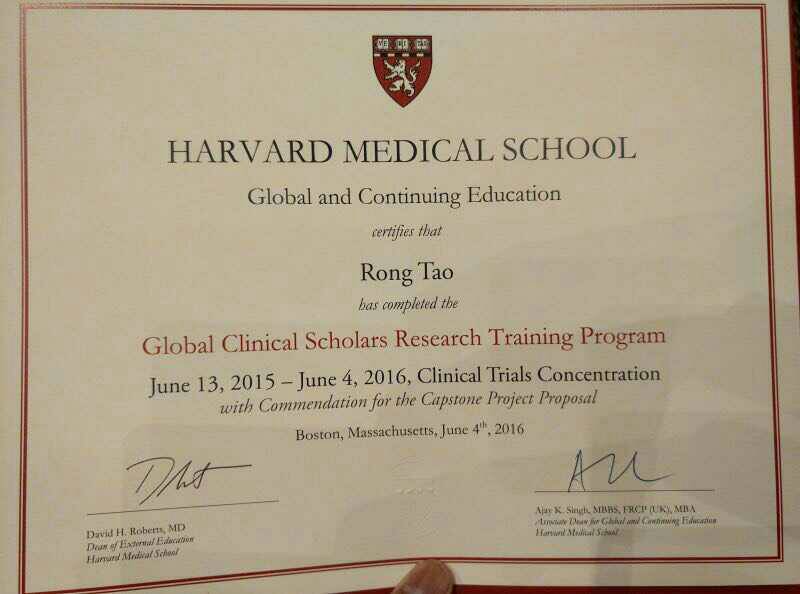 VE RI TAS
HARVARD MEDICAL SCHOOL
Global and Continuing Education
certifies that
Rong Tao
has completed the
Global Clinical Scholars Research Training Program
June 13, 2015 – June 4, 2016, Clinical Trials Concentration
with Commendation for the Capstone Project Proposal
Boston, Massachusetts, June 4th, 2016
David H. Roberts, MD
Dean of External Education
Harvard Medical School
Ajay K. Singh, MBBS, FRCP (UK), MBA
Associate Dean for Global and Continuing Education
Harvard Medical School